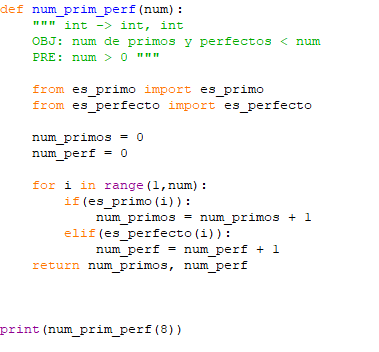 def num_prim_perf(num):
    """ int -> int, int
    OBJ: num de primos y perfectos < num
    PRE: num > 0 """
    from es_primo import es_primo
    from es_perfecto import es_perfecto
    num_primos = 0
    num_perf = 0
    for i in range(1,num):
        if(es_primo(i)):
            num_primos = num_primos + 1
        elif(es_perfecto(i)):
            num_perf = num_perf + 1
    return num_primos, num_perf
print(num_prim_perf(8))